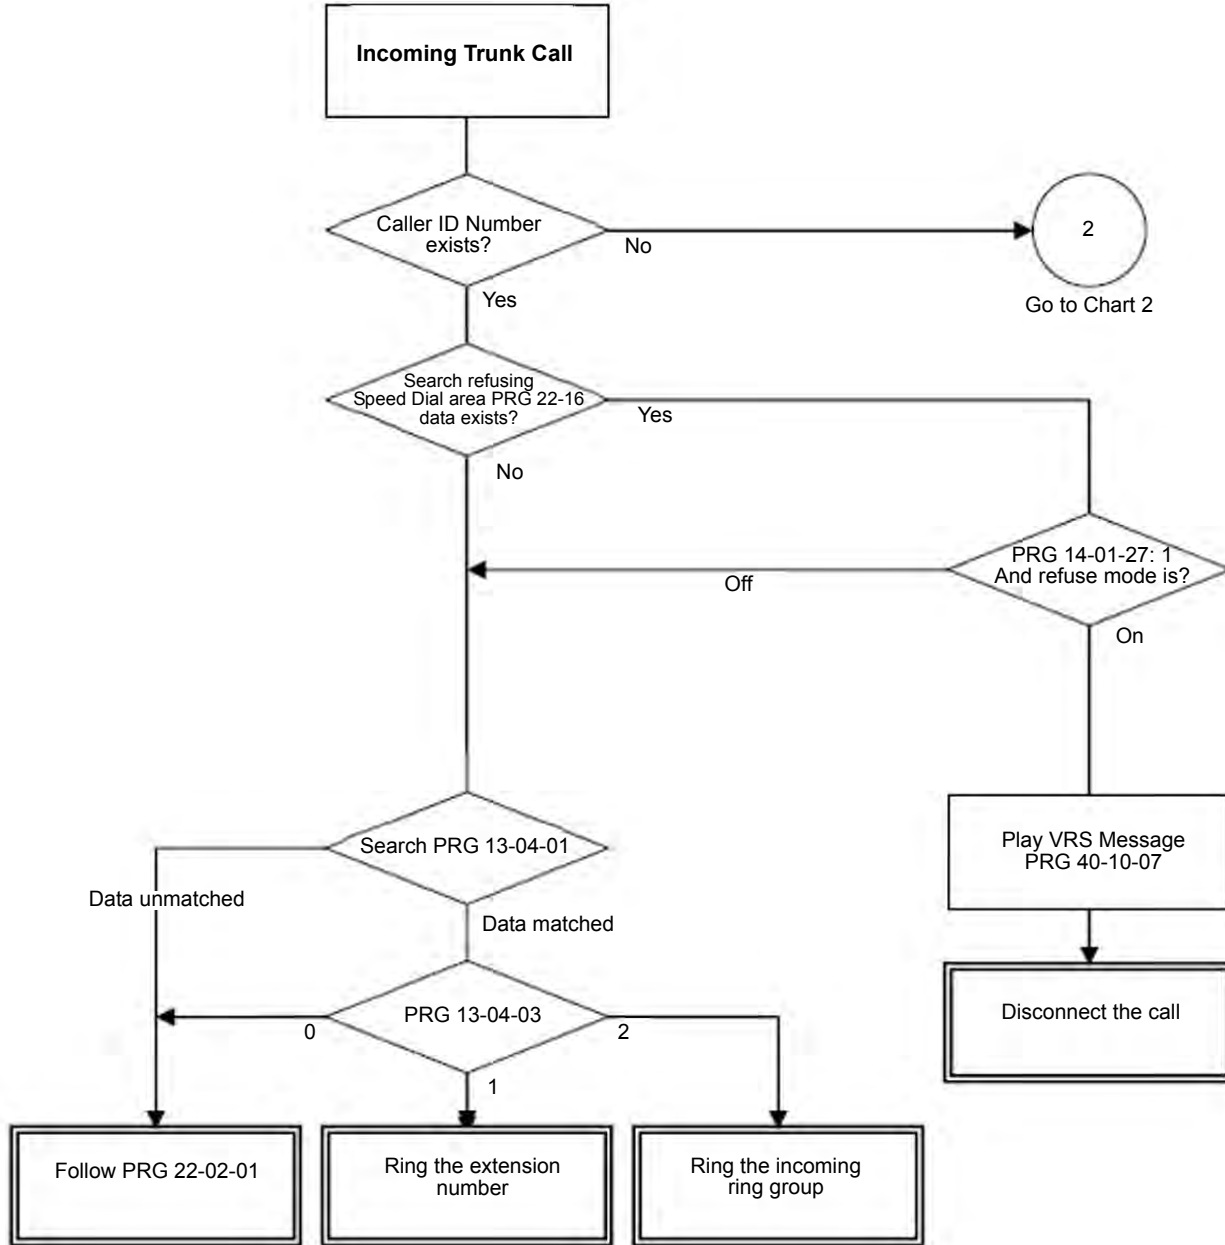 Incoming Trunk Call
Caller ID Number
exists?
No
2
Go to Chart 2
Yes
Search refusing
Speed Dial area PRG 22-16
data exists?
Yes
No
PRG 14-01-27: 1
And refuse mode is?
Off
On
Search PRG 13-04-01
Play VRS Message
PRG 40-10-07
Data unmatched
Data matched
PRG 13-04-03
0
2
1
Disconnect the call
Follow PRG 22-02-01
Ring the extension
number
Ring the incoming
ring group